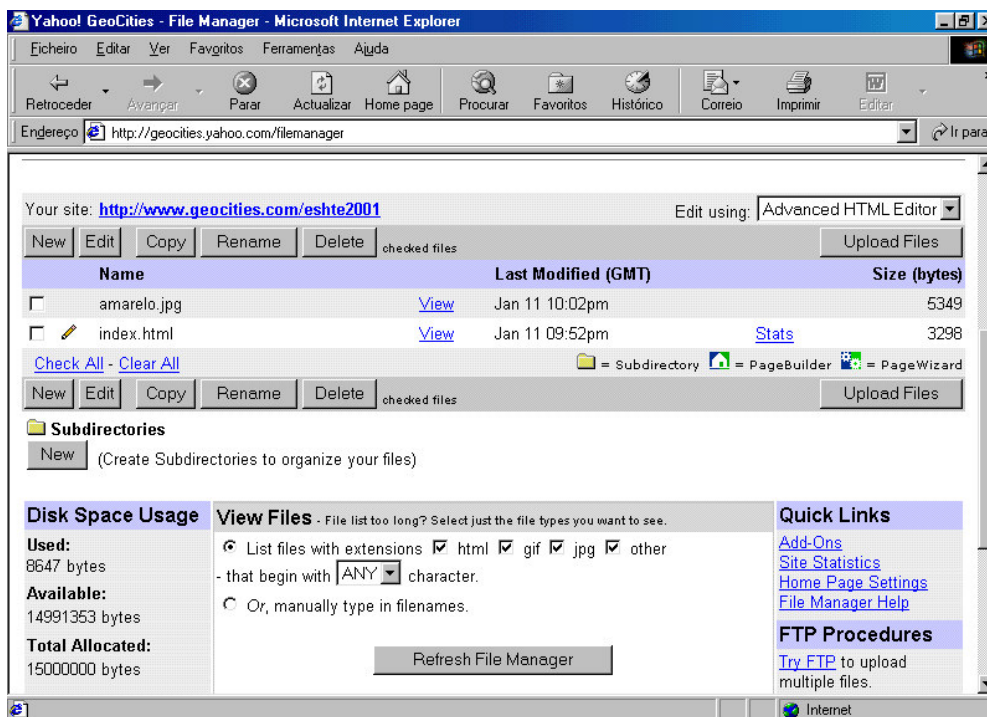 Yahoo! GeoCities - File Manager - Microsoft Internet Explorer
Ficheiro Editar Ver Favoritos Ferramentas Ajuda
Retroceder Avançar Parar Actualizar Home page Procurar Favoritos Histórico Correio Imprimir Editar
Endereço http://geocities.yahoo.com/filemanager Ir para
Your site: http://www.geocities.com/eshte2001 Edit using: Advanced HTML Editor
New Edit Copy Rename Delete checked files Upload Files
Name Last Modified (GMT) Size (bytes)
amarelo.jpg View Jan 11 10:02pm 5349
index.html View Jan 11 09:52pm Stats 3298
Check All - Clear All = Subdirectory = PageBuilder = PageWizard
New Edit Copy Rename Delete checked files Upload Files
Subdirectories
New (Create Subdirectories to organize your files)
Disk Space Usage
Used:
8647 bytes
Available:
14991353 bytes
Total Allocated:
15000000 bytes
View Files - File list too long? Select just the file types you want to see.
List files with extensions html gif jpg other
- that begin with ANY character.
Or, manually type in filenames.
Refresh File Manager
Quick Links
Add-Ons
Site Statistics
Home Page Settings
File Manager Help
FTP Procedures
Try FTP to upload
multiple files.
Internet